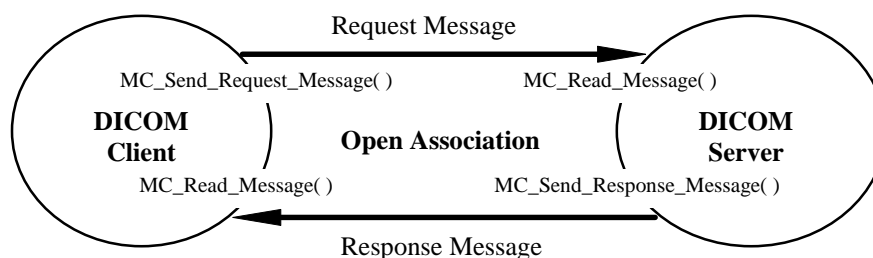 Request Message
MC_Send_Request_Message( )
MC_Read_Message( )
DICOM
Client
Open Association
DICOM
Server
MC_Read_Message( )
MC_Send_Response_Message( )
Response Message